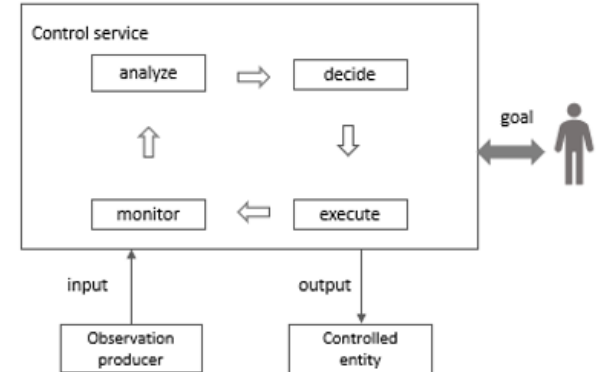 Control service
analyze
decide
goal
monitor
execute
input
output
Observation
producer
Controlled
entity